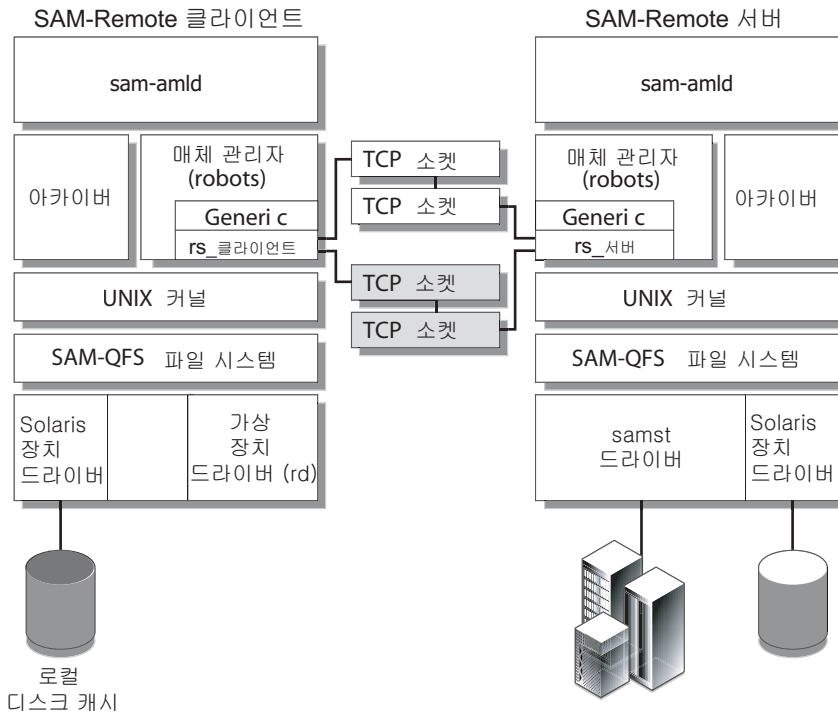 SAM-Remote 클라이언트
sam-amld
아카이버
매체 관리자
(robots)
Generi c
rs_클라이언트
UNIX 커널
SAM-QFS 파일 시스템
Solaris
장치
드라이버
가상
장치
드라이버 (rd)
로컬
디스크 캐시
TCP 소켓
TCP 소켓
TCP 소켓
TCP 소켓
SAM-Remote 서버
sam-amld
매체 관리자
(robots)
Generi c
rs_서버
아카이버
UNIX 커널
SAM-QFS 파일 시스템
samst
드라이버
Solaris
장치
드라이버